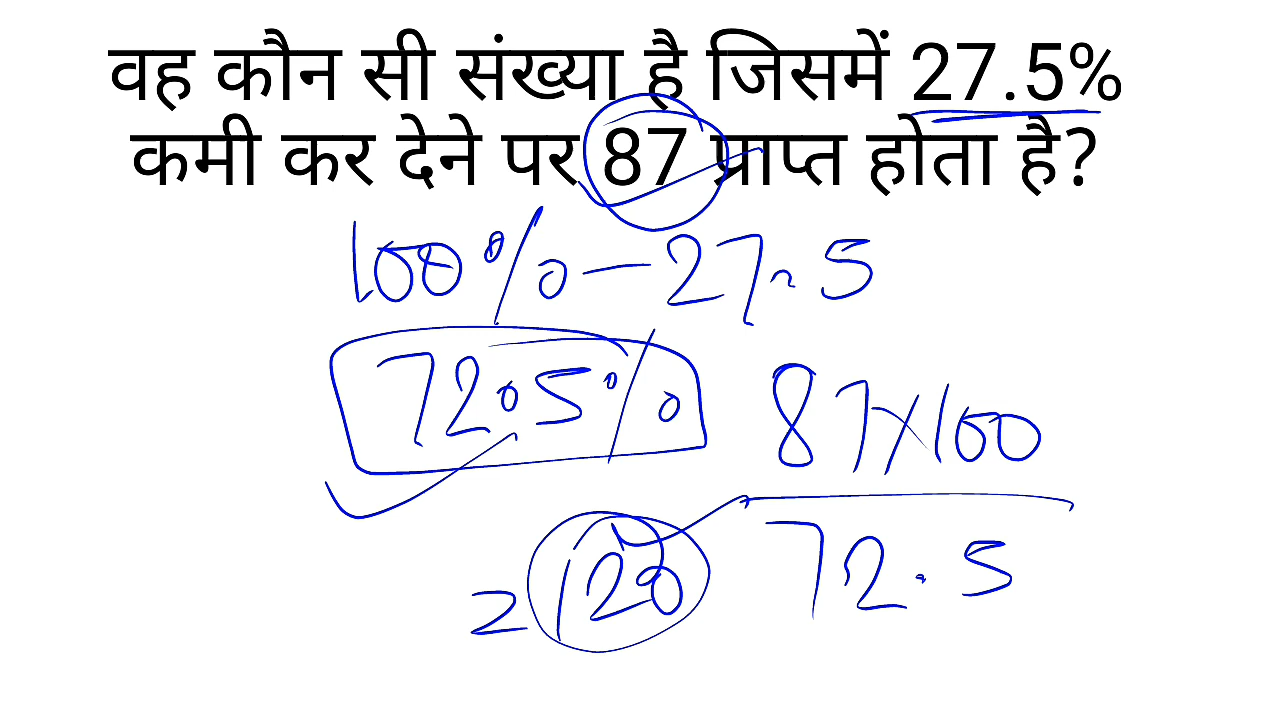 वह कौन सी संख्या है जिसमें 27.5%
कमी कर देने पर 87 प्राप्त होता है?
100% - 27.5
72.5%
87×100
72.5
= 120